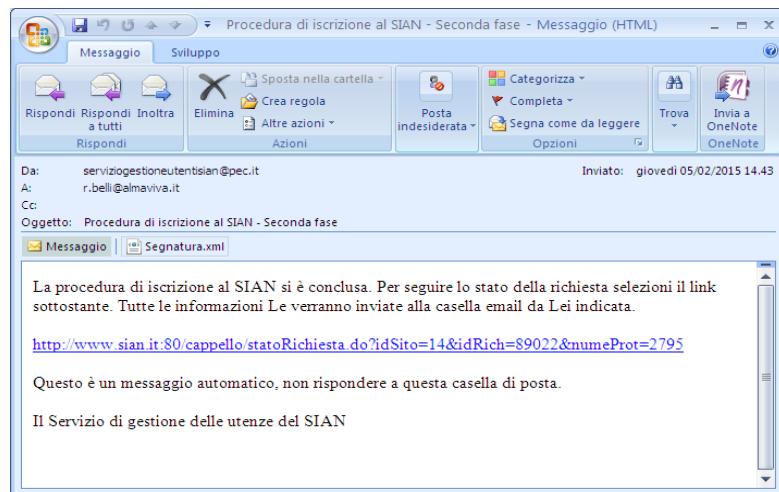 Procedura di iscrizione al SIAN - Seconda fase - Messaggio (HTML)
Messaggio Sviluppo
Rispondi Rispondi a tutti Inoltra
Rispondi
Elimina
Sposta nella cartella
Crea regola
Altre azioni
Azioni
Posta indesiderata
Categorizza
Completa
Segna come da leggere
Opzioni
Trova
Invia a OneNote
OneNote
Da: serviziogestioneutentisian@pec.it Inviato: giovedì 05/02/2015 14.43
A: r.belli@almaviva.it
Cc:
Oggetto: Procedura di iscrizione al SIAN - Seconda fase
Messaggio Segnatura.xml
La procedura di iscrizione al SIAN si è conclusa. Per seguire lo stato della richiesta selezioni il link
sottostante. Tutte le informazioni Le verranno inviate alla casella email da Lei indicata.
http://www.sian.it:80/cappello/statoRichiesta.do?idSito=14&idRich=89022&numeProt=2795
Questo è un messaggio automatico, non rispondere a questa casella di posta.
Il Servizio di gestione delle utenze del SIAN